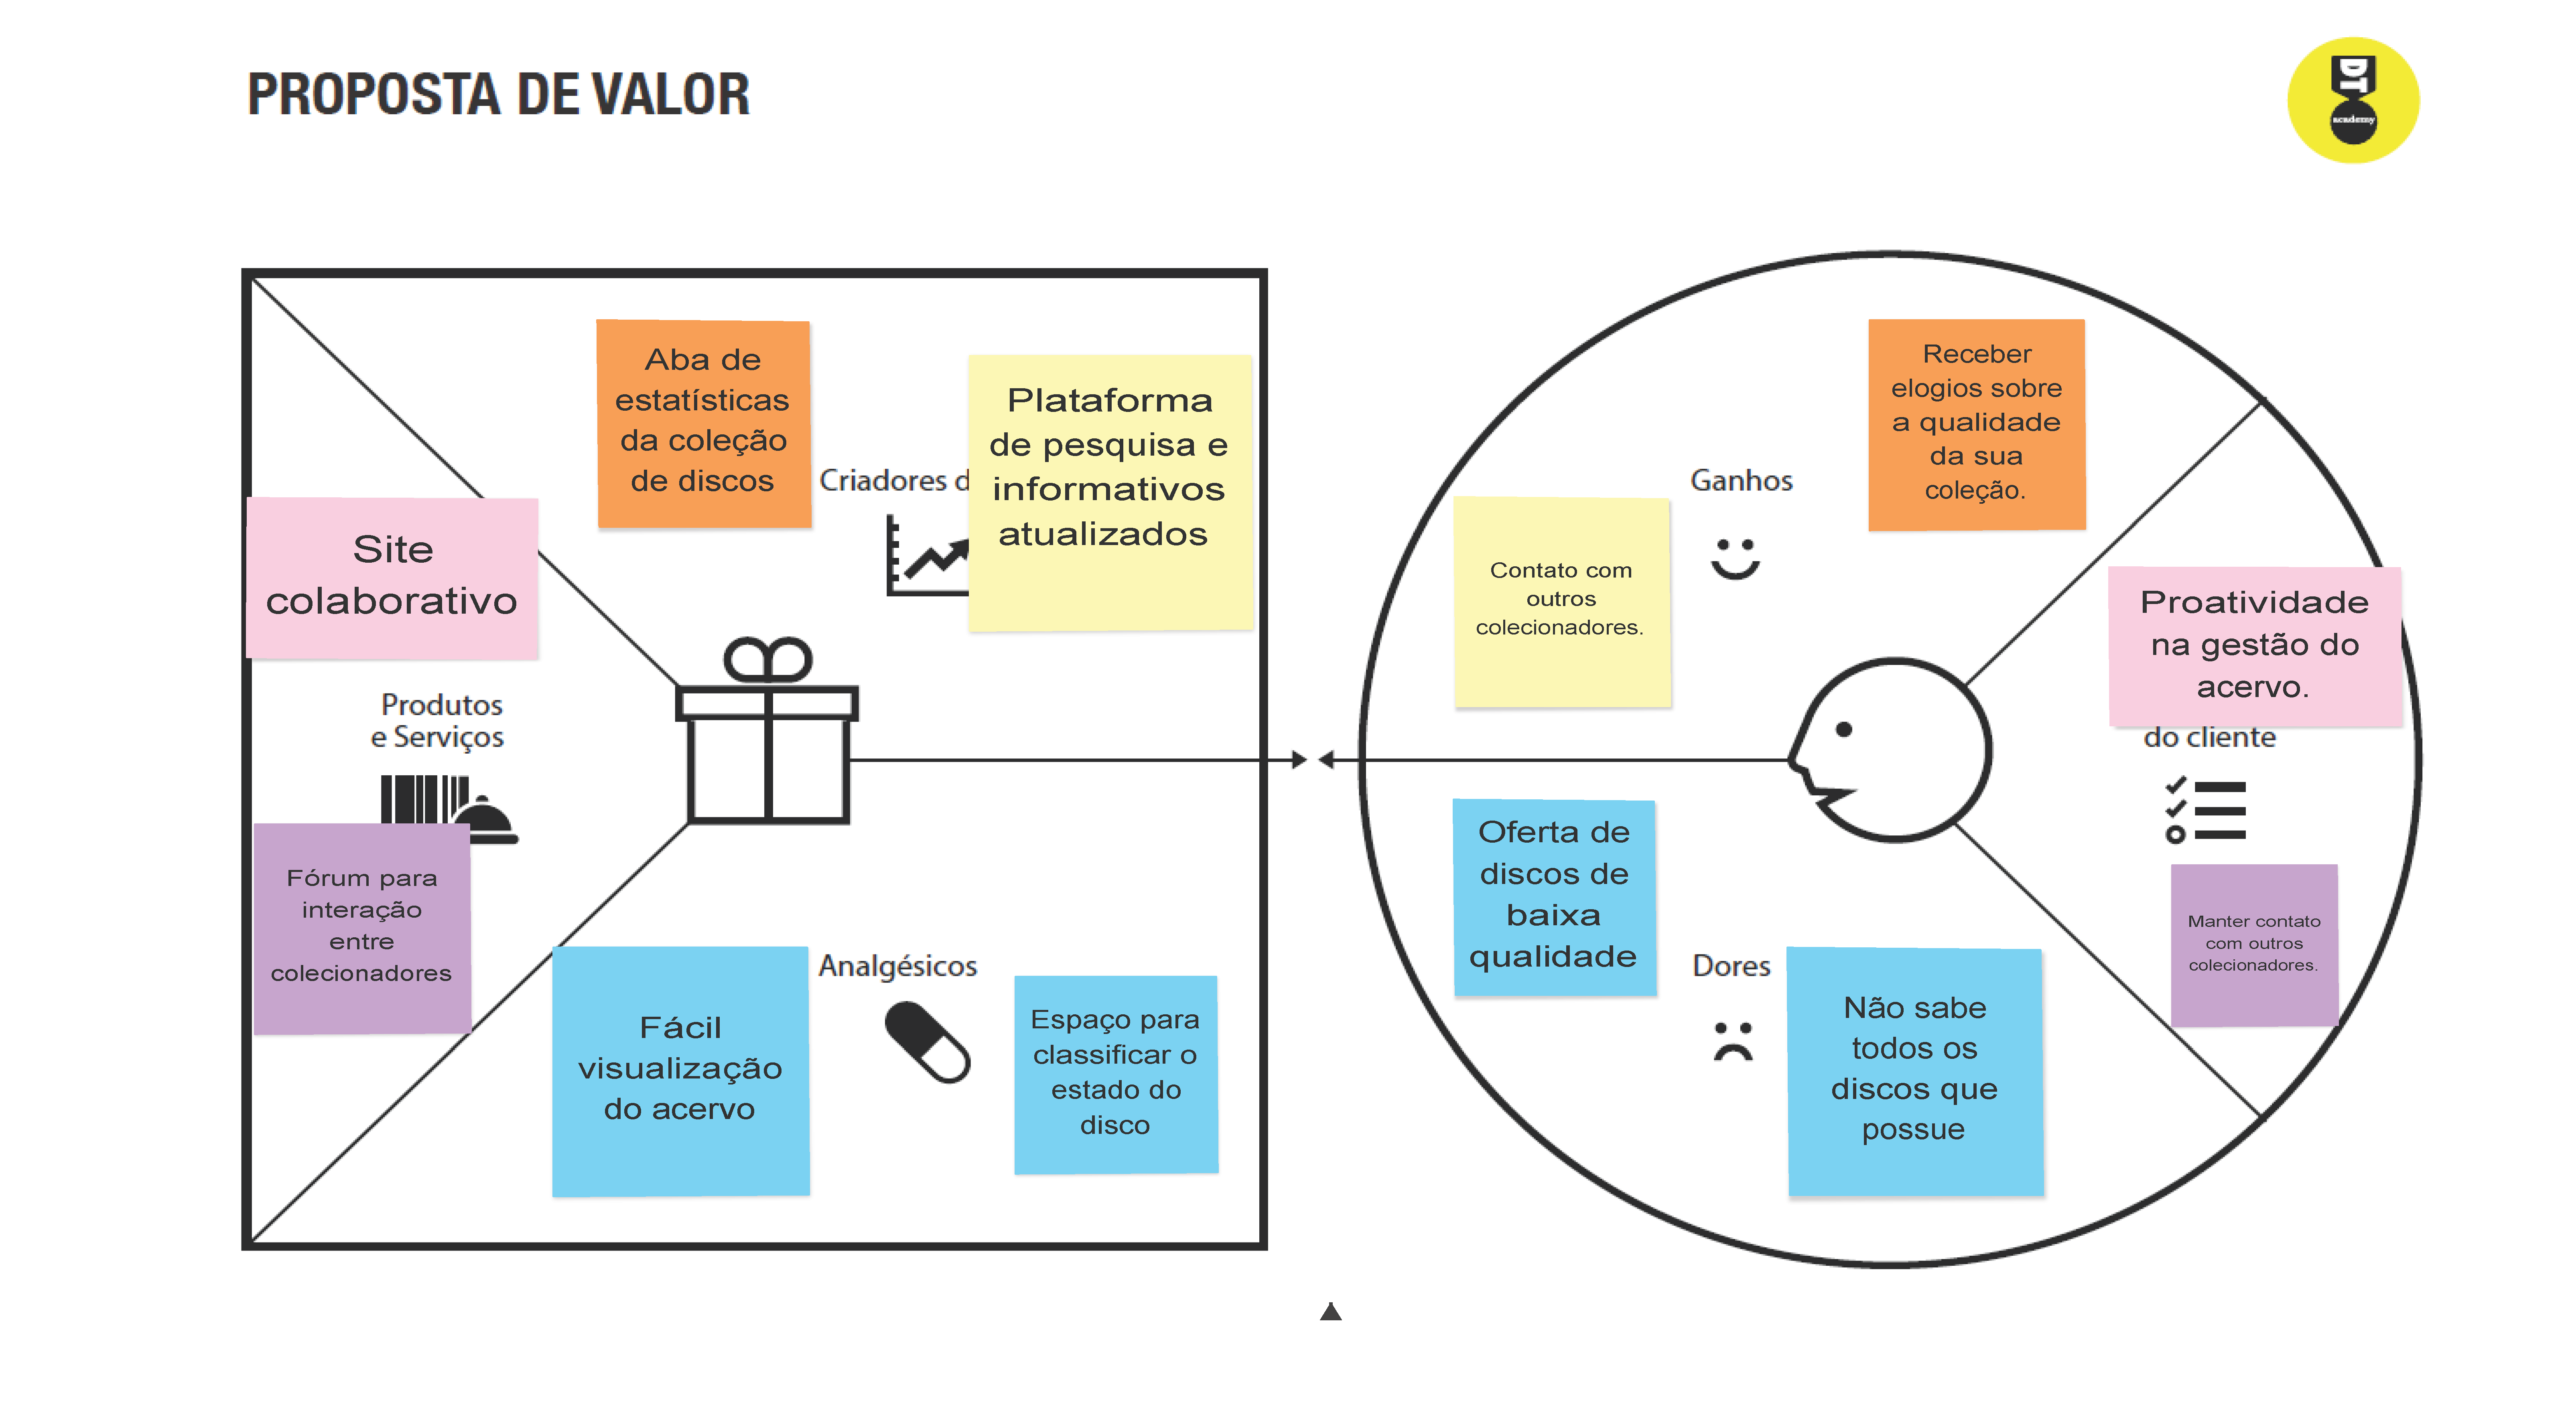 PROPOSTA DE VALOR
DT
academy
Aba de
estatísticas
da coleção
de discos
Criadores d
Plataforma
de pesquisa e
informativos
atualizados
Site
colaborativo
Produtos
e Serviços
Fórum para
interação
entre
colecionadores
Fácil
visualização
do acervo
Analgésicos
Espaço para
classificar o
estado do
disco
Receber
elogios sobre
a qualidade
da sua
coleção.
Ganhos
Contato com
outros
colecionadores.
Proatividade
na gestão do
acervo.
do cliente
Manter contato
com outros
colecionadores.
Oferta de
discos de
baixa
qualidade
Dores
Não sabe
todos os
discos que
possue